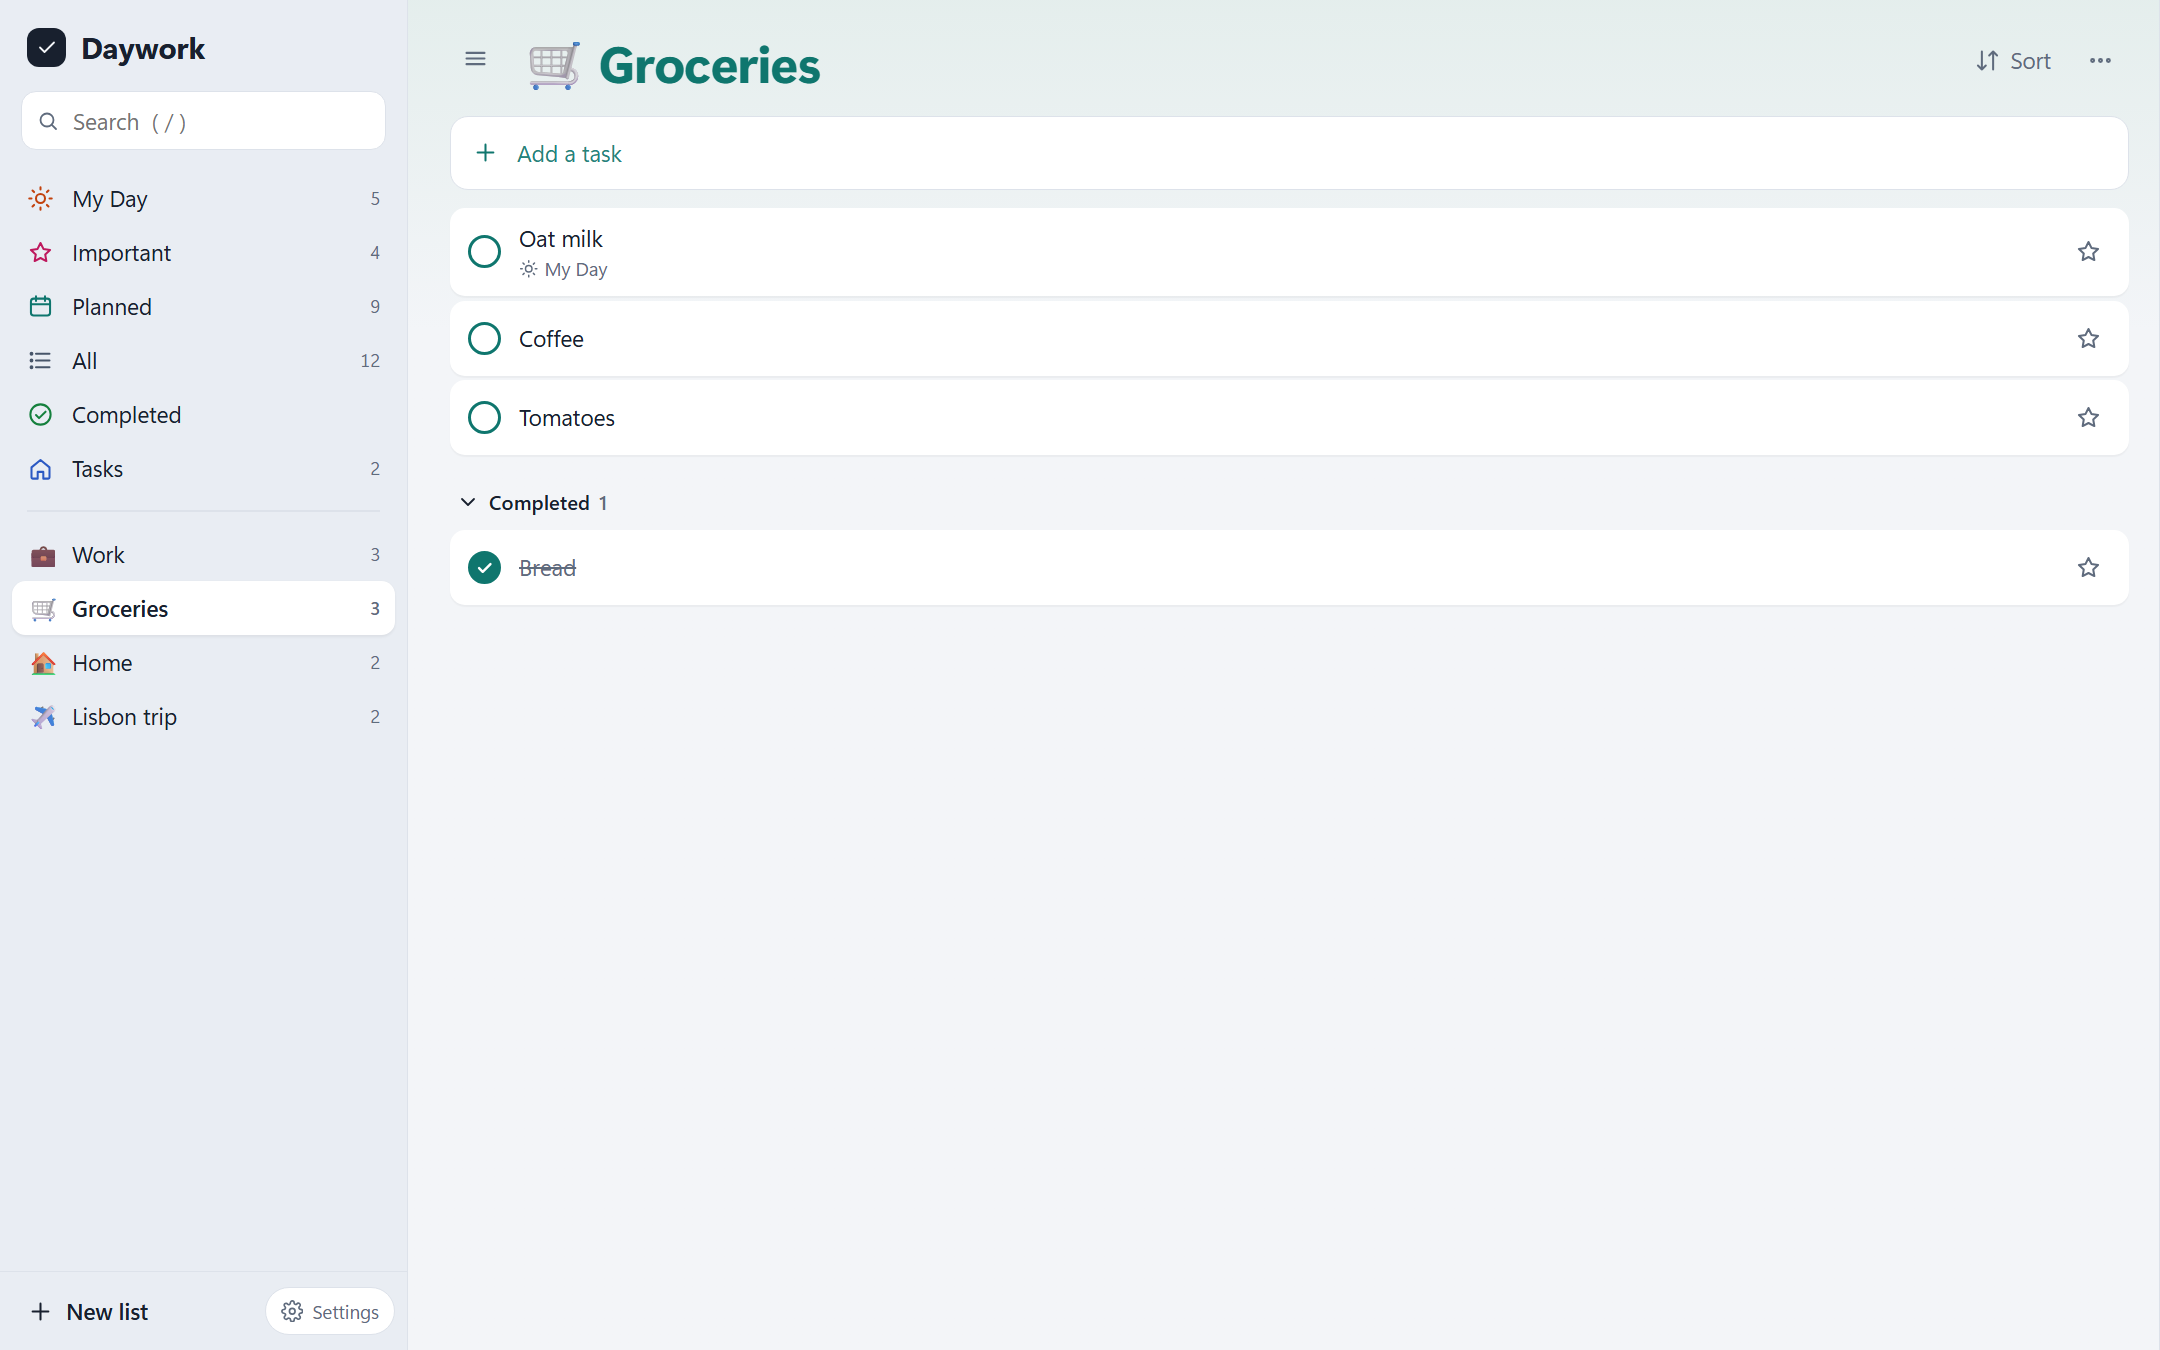 Daywork
Search ( / )
My Day 5
Important 4
Planned 9
All 12
Completed
Tasks 2
Work 3
Groceries 3
Home 2
Lisbon trip 2
New list
Settings
Groceries
Sort
Add a task
Oat milk
My Day
Coffee
Tomatoes
Completed 1
Bread